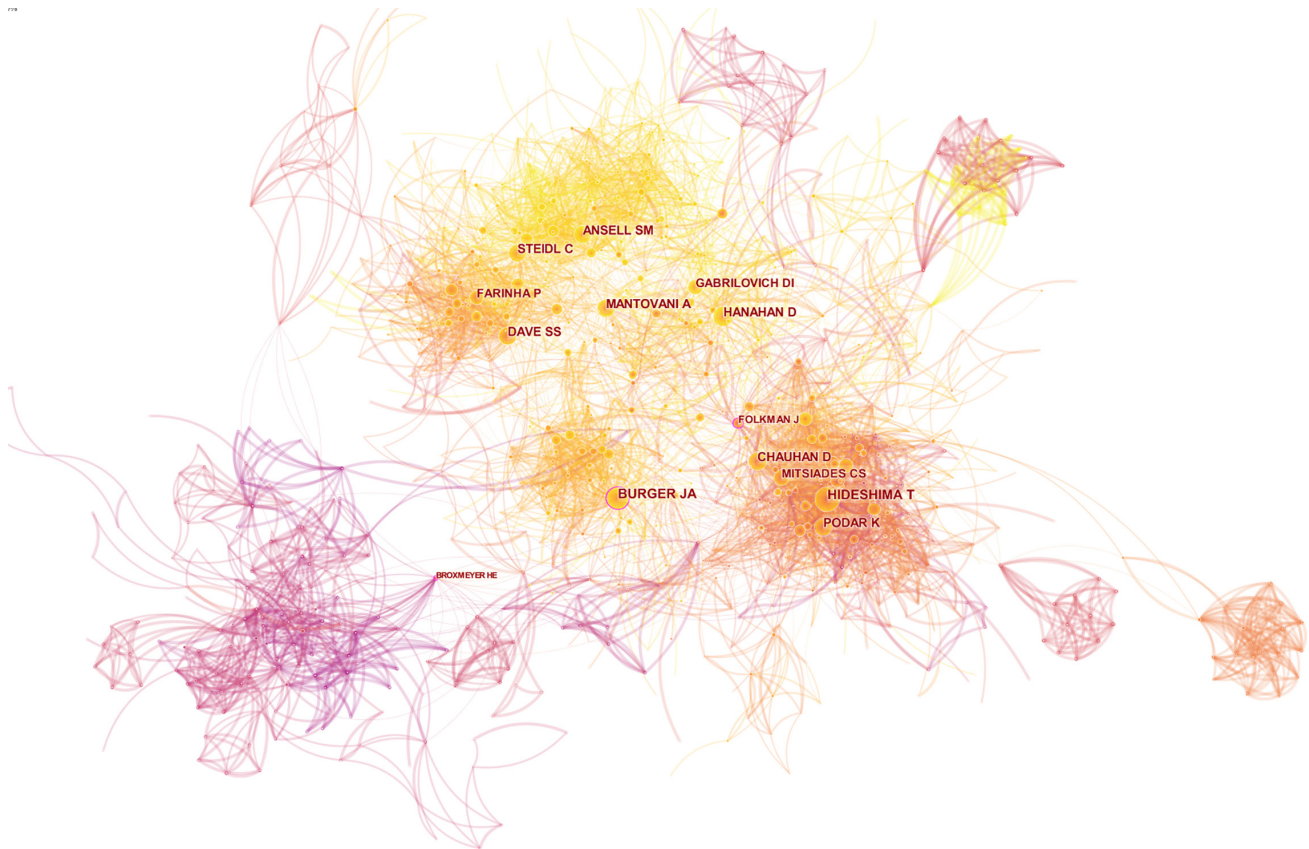 ANSELL SM
STEIDL C
GABRILOVICH DI
FARINHA P
MANTOVANI A
HANAHAN D
DAVE SS
FOLKMAN J
CHAUHAN D
MITSIADES CS
BURGER JA
HIDESHIMA T
PODAR K
BROXMEYER HE